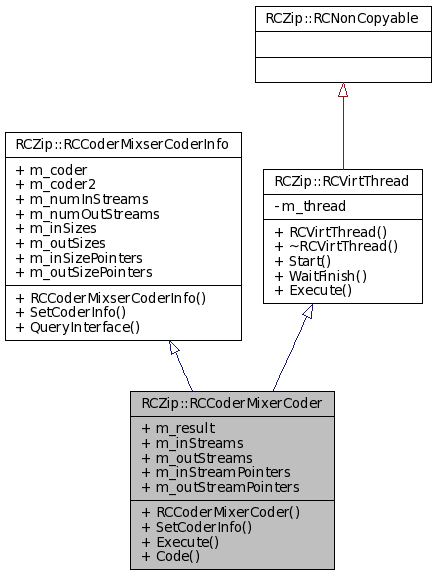 RCZip::RCNonCopyable
RCZip::RCCoderMixserCoderInfo
+ m_coder
+ m_coder2
+ m_numInStreams
+ m_numOutStreams
+ m_inSizes
+ m_outSizes
+ m_inSizePointers
+ m_outSizePointers
+ RCCoderMixserCoderInfo()
+ SetCoderInfo()
+ QueryInterface()
RCZip::RCVirtThread
- m_thread
+ RCVirtThread()
+ ~RCVirtThread()
+ Start()
+ WaitFinish()
+ Execute()
RCZip::RCCoderMixerCoder
+ m_result
+ m_inStreams
+ m_outStreams
+ m_inStreamPointers
+ m_outStreamPointers
+ RCCoderMixerCoder()
+ SetCoderInfo()
+ Execute()
+ Code()